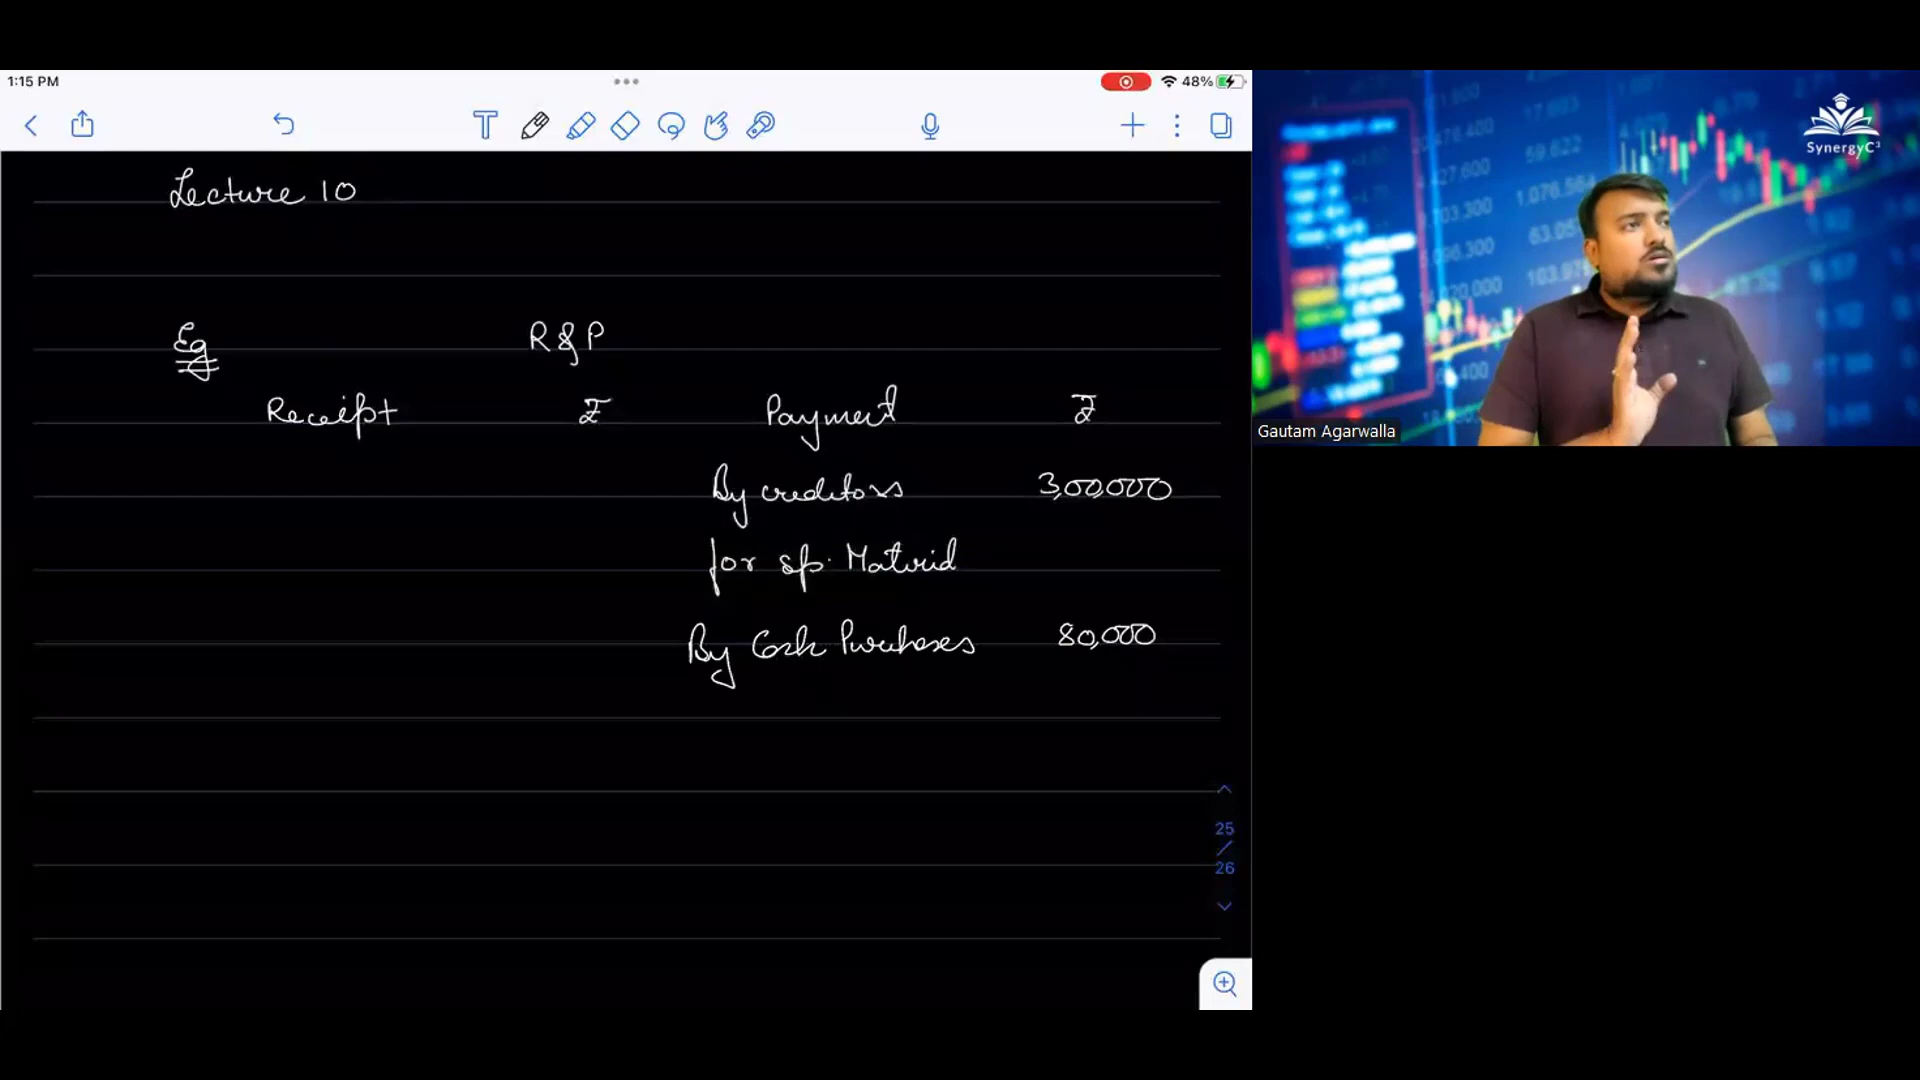 1:15 PM
48%
SynergyC³
Lecture 10
Eg R & P
Receipt ₹ Payment ₹
By creditors 3,00,000
for sp. Material
By Cash Purchases 80,000
25
/
26
Gautam Agarwalla